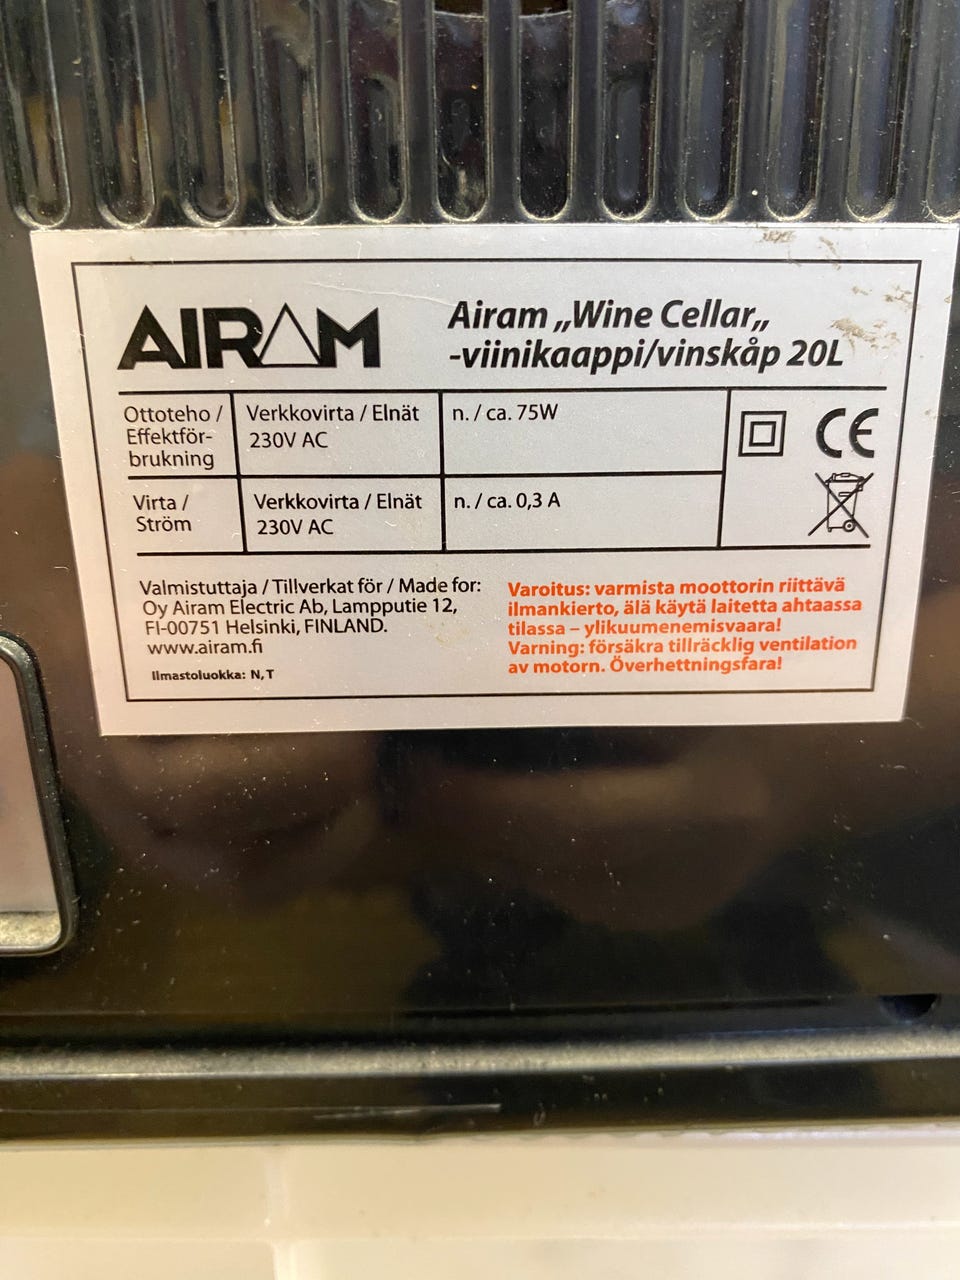 AIRAM
Airam „Wine Cellar„
-viinikaappi/vinskåp 20L
Ottoteho /
Effektför-
brukning
Verkkovirta / Elnät
230V AC
n. / ca. 75W
Virta /
Ström
Verkkovirta / Elnät
230V AC
n. / ca. 0,3 A
CE
Valmistuttaja / Tillverkat för / Made for:
Oy Airam Electric Ab, Lampputie 12,
FI-00751 Helsinki, FINLAND.
www.airam.fi
Ilmastoluokka: N, T
Varoitus: varmista moottorin riittävä
ilmankierto, älä käytä laitetta ahtaassa
tilassa – ylikuumenemisvaara!
Varning: försäkra tillräcklig ventilation
av motorn. Överhettningsfara!